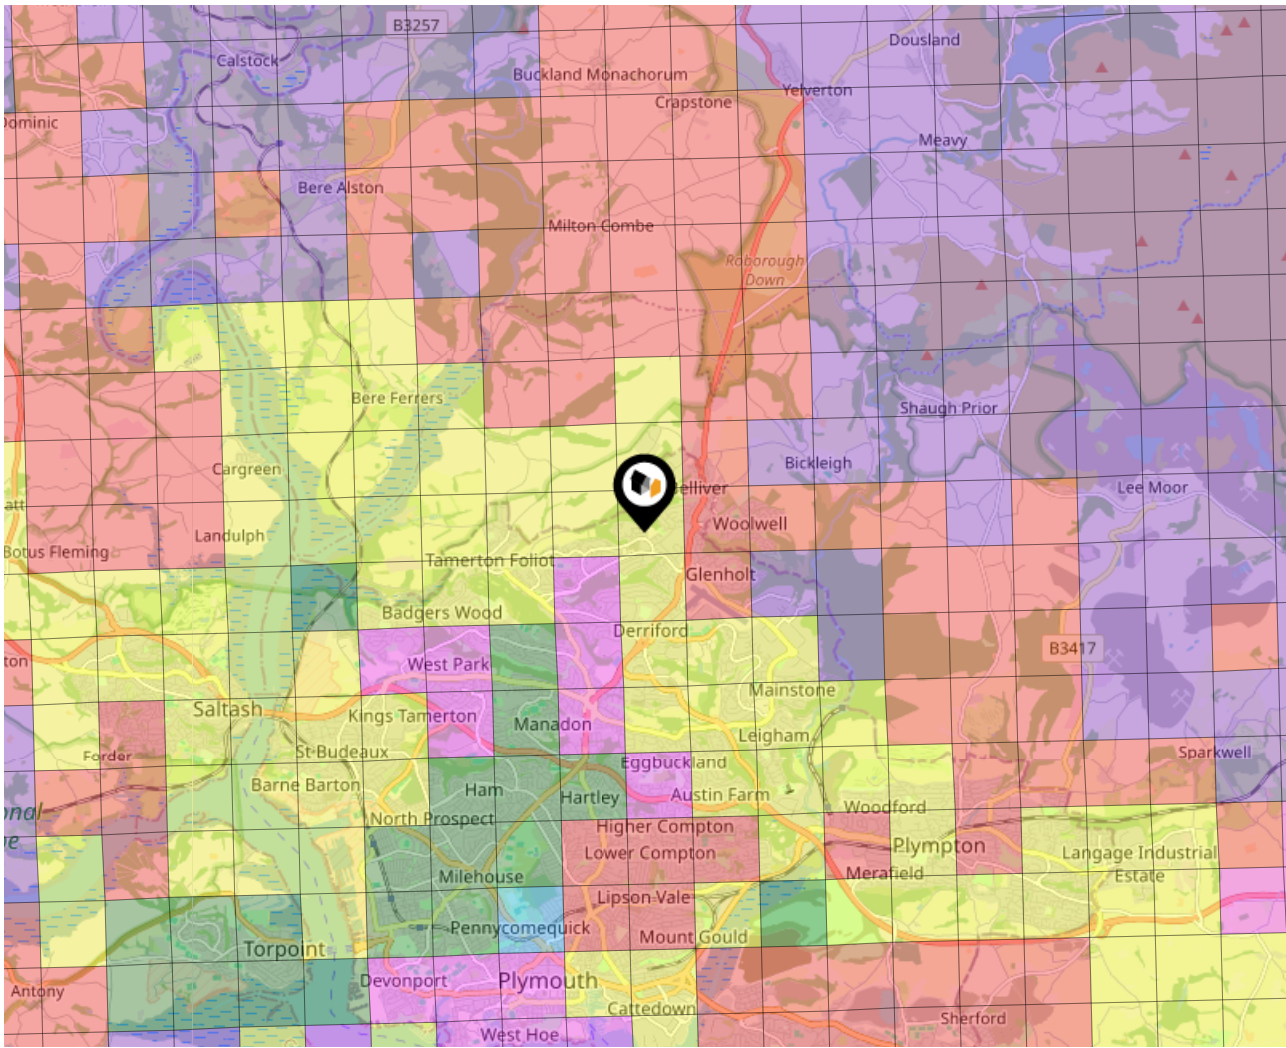 B3257
Dousland
Calstock
Buckland Monachorum
Yelverton
Crapstone
Dominic
Meavy
Bere Alston
Milton Combe
Roborough
Down
Bere Ferrers
Shaugh Prior
Cargreen
Bickleigh
elliver
Lee Moor
att
Woolwell
Landulph
Botus Fleming
Tamerton Foliot
Glenholt
Badgers Wood
Derriford
ton
West Park
B3417
Mainstone
Saltash
Kings Tamerton
Manadon
Leigham
Forder
St Budeaux
Sparkwell
Eggbuckland
Barne Barton
Ham
Hartley
Austin Farm
Woodford
onal
North Prospect
Higher Compton
Plympton
Lower Compton
Langage Industrial
Estate
Milehouse
Merafield
Lipson Vale
Pennycomequick
Mount Gould
Torpoint
Devonport
Plymouth
Antony
Cattedown
Sherford
West Hoe